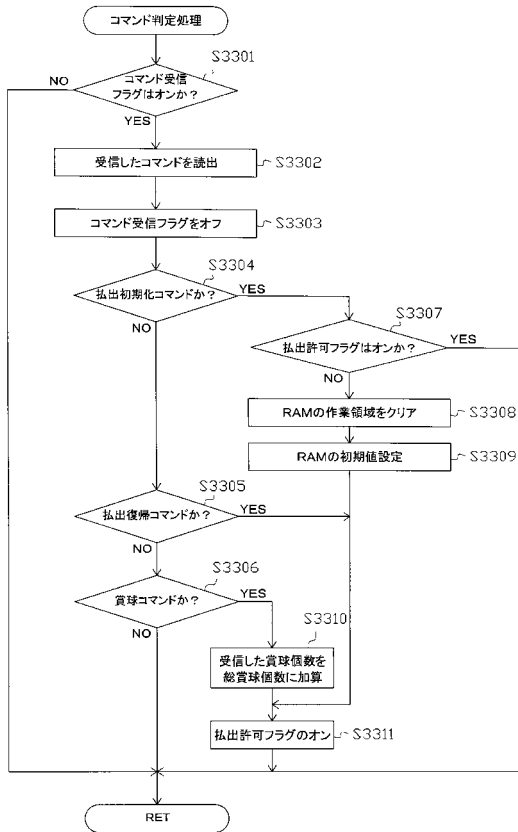 コマンド判定処理
S3301
NO
コマンド受信
フラグはオンか?
YES
受信したコマンドを読出
S3302
コマンド受信フラグをオフ
S3303
S3304
払出初期化コマンドか?
YES
NO
S3307
払出許可フラグはオンか?
YES
NO
RAMの作業領域をクリア
S3308
RAMの初期値設定
S3309
S3305
払出復帰コマンドか?
YES
NO
S3306
賞球コマンドか?
YES
NO
S3310
受信した賞球個数を
総賞球個数に加算
払出許可フラグのオン
S3311
RET